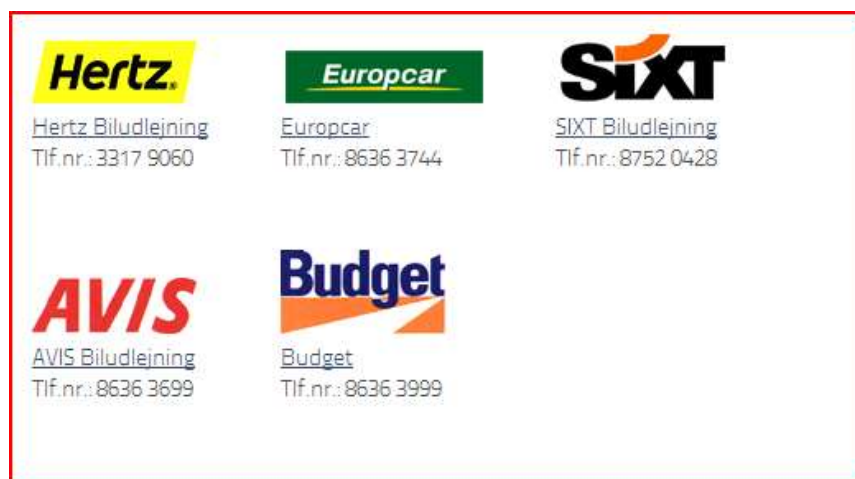 Hertz.
Hertz Biludlejning
Tlf.nr.: 3317 9060
Europcar
Europcar
Tlf.nr.: 8636 3744
SIXT
SIXT Biludlejning
Tlf.nr.: 8752 0428
AVIS
AVIS Biludlejning
Tlf.nr.: 8636 3699
Budget
Budget
Tlf.nr.: 8636 3999